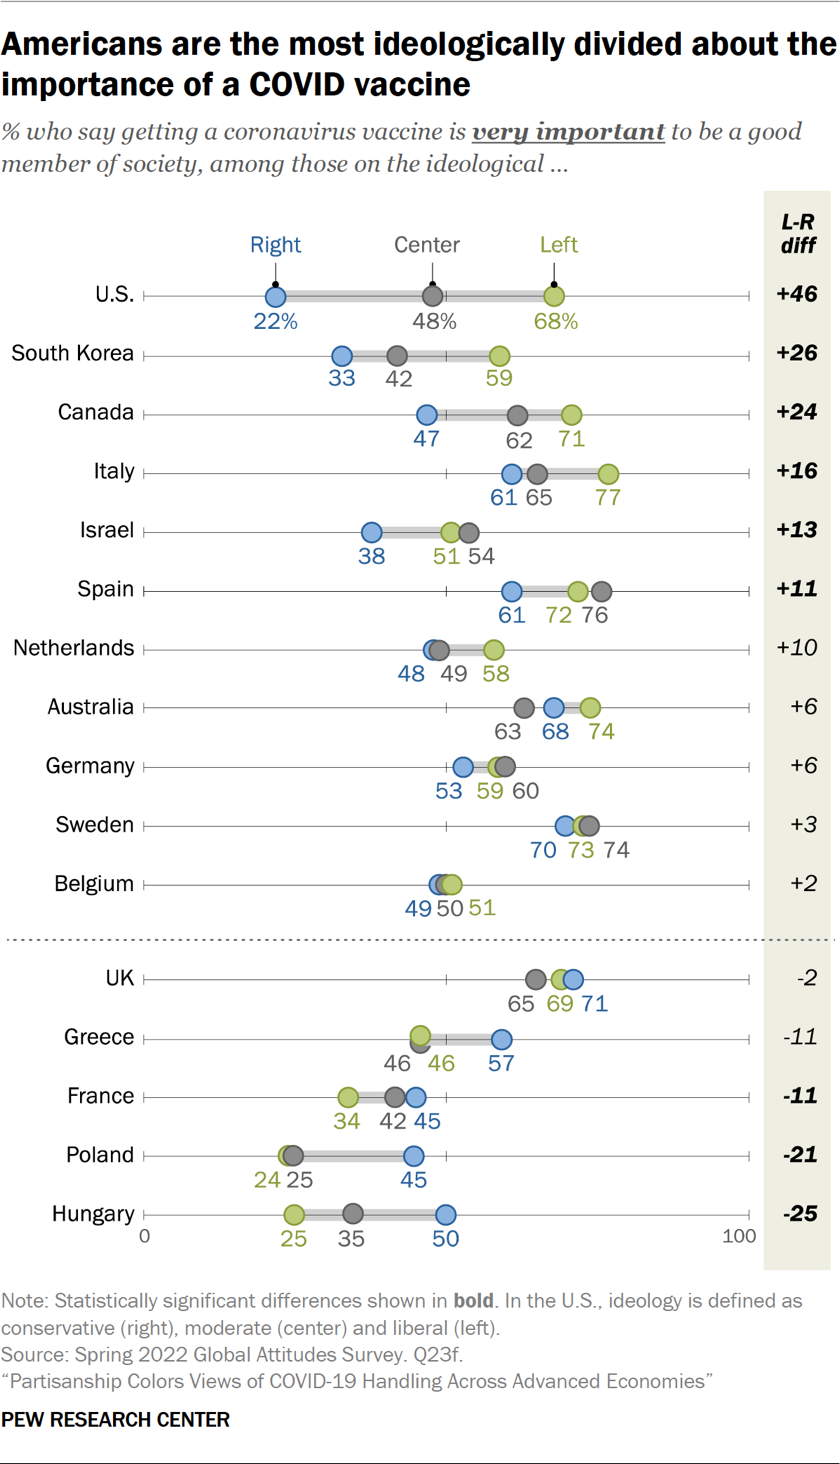 Americans are the most ideologically divided about the
importance of a COVID vaccine
% who say getting a coronavirus vaccine is very important to be a good
member of society, among those on the ideological ...
L-R
diff
Right Center Left
U.S. +46
22% 48% 68%
South Korea +26
33 42 59
Canada +24
47 62 71
Italy +16
61 65 77
Israel +13
38 51 54
Spain +11
61 72 76
Netherlands +10
48 49 58
Australia +6
63 68 74
Germany +6
53 59 60
Sweden +3
70 73 74
Belgium +2
49 50 51
UK -2
65 69 71
Greece -11
46 46 57
France -11
34 42 45
Poland -21
24 25 45
Hungary -25
0 25 35 50 100
Note: Statistically significant differences shown in bold. In the U.S., ideology is defined as
conservative (right), moderate (center) and liberal (left).
Source: Spring 2022 Global Attitudes Survey. Q23f.
“Partisanship Colors Views of COVID-19 Handling Across Advanced Economies”
PEW RESEARCH CENTER